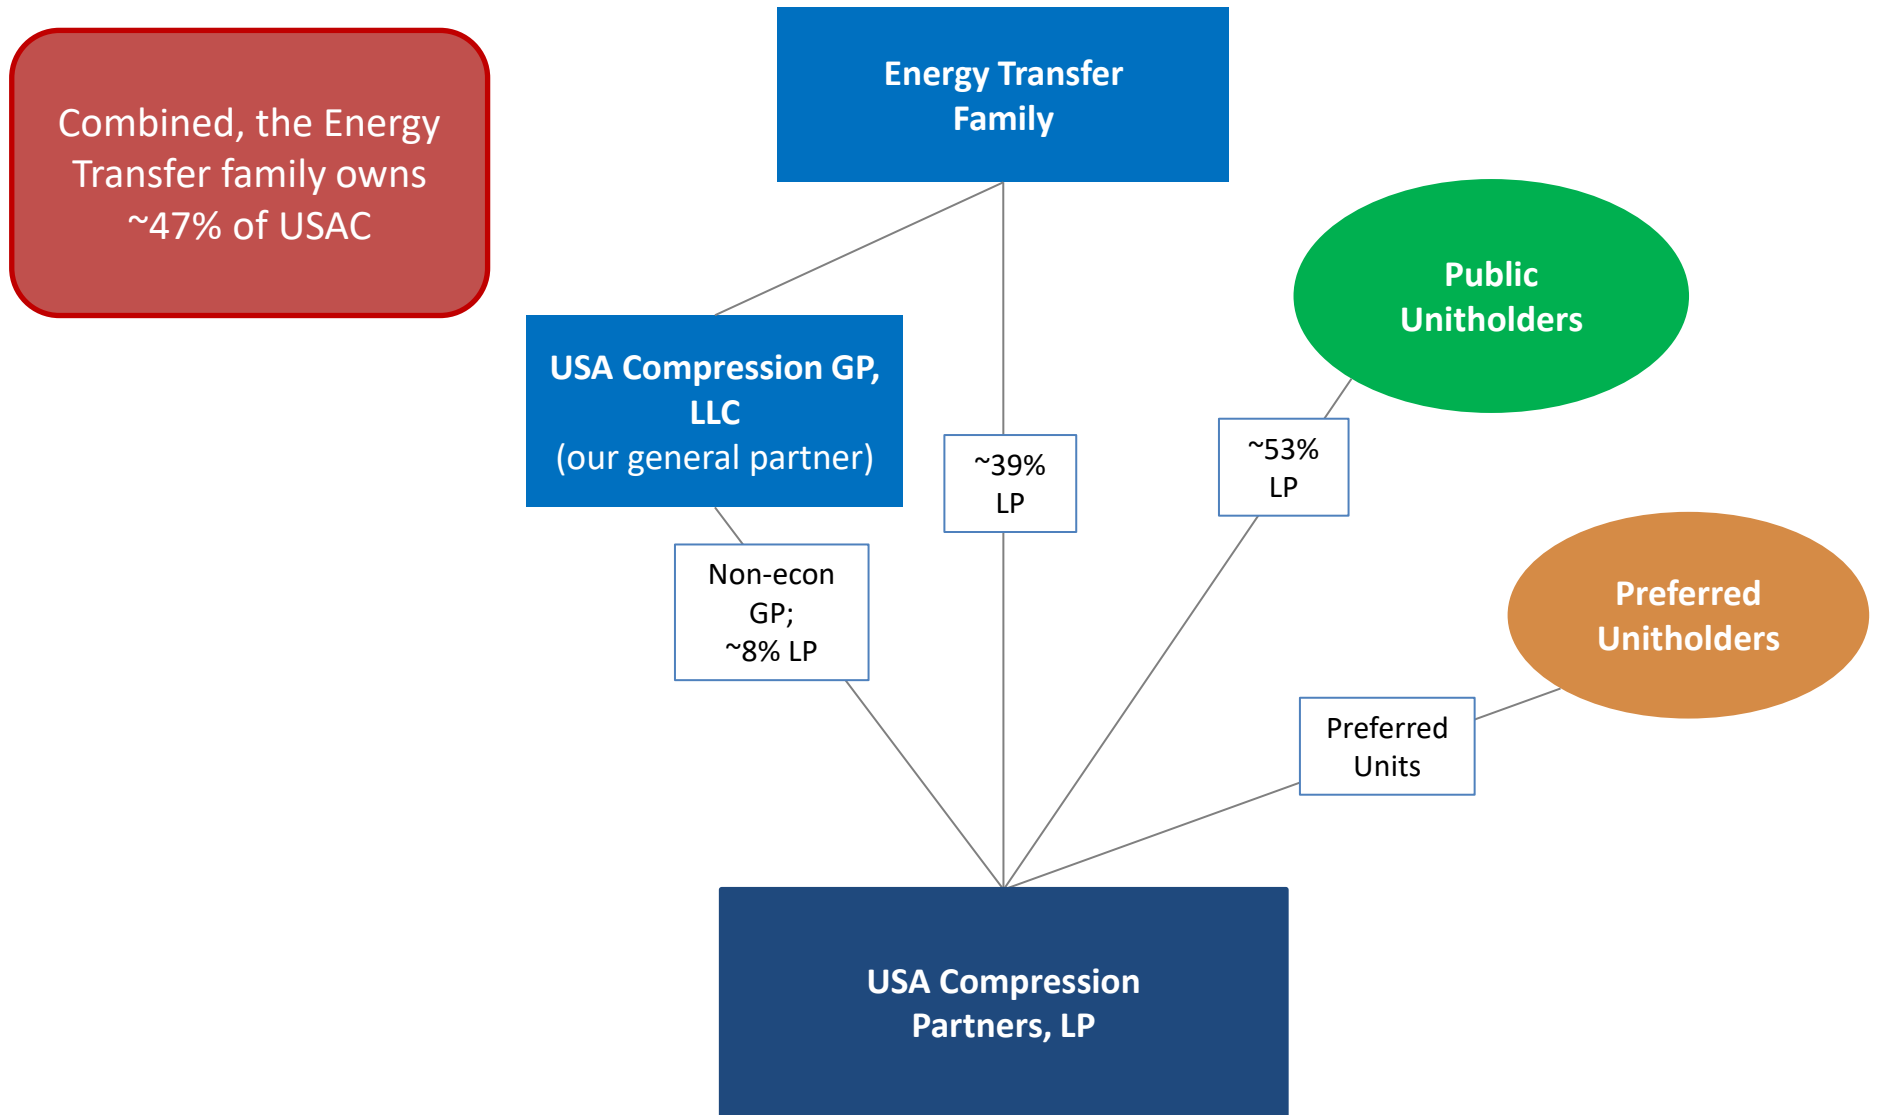 Combined, the Energy
Transfer family owns
~47% of USAC
Energy Transfer
Family
Public
Unitholders
USA Compression GP,
LLC
(our general partner)
~39%
LP
~53%
LP
Non-econ
GP;
~8% LP
Preferred
Unitholders
Preferred
Units
USA Compression
Partners, LP